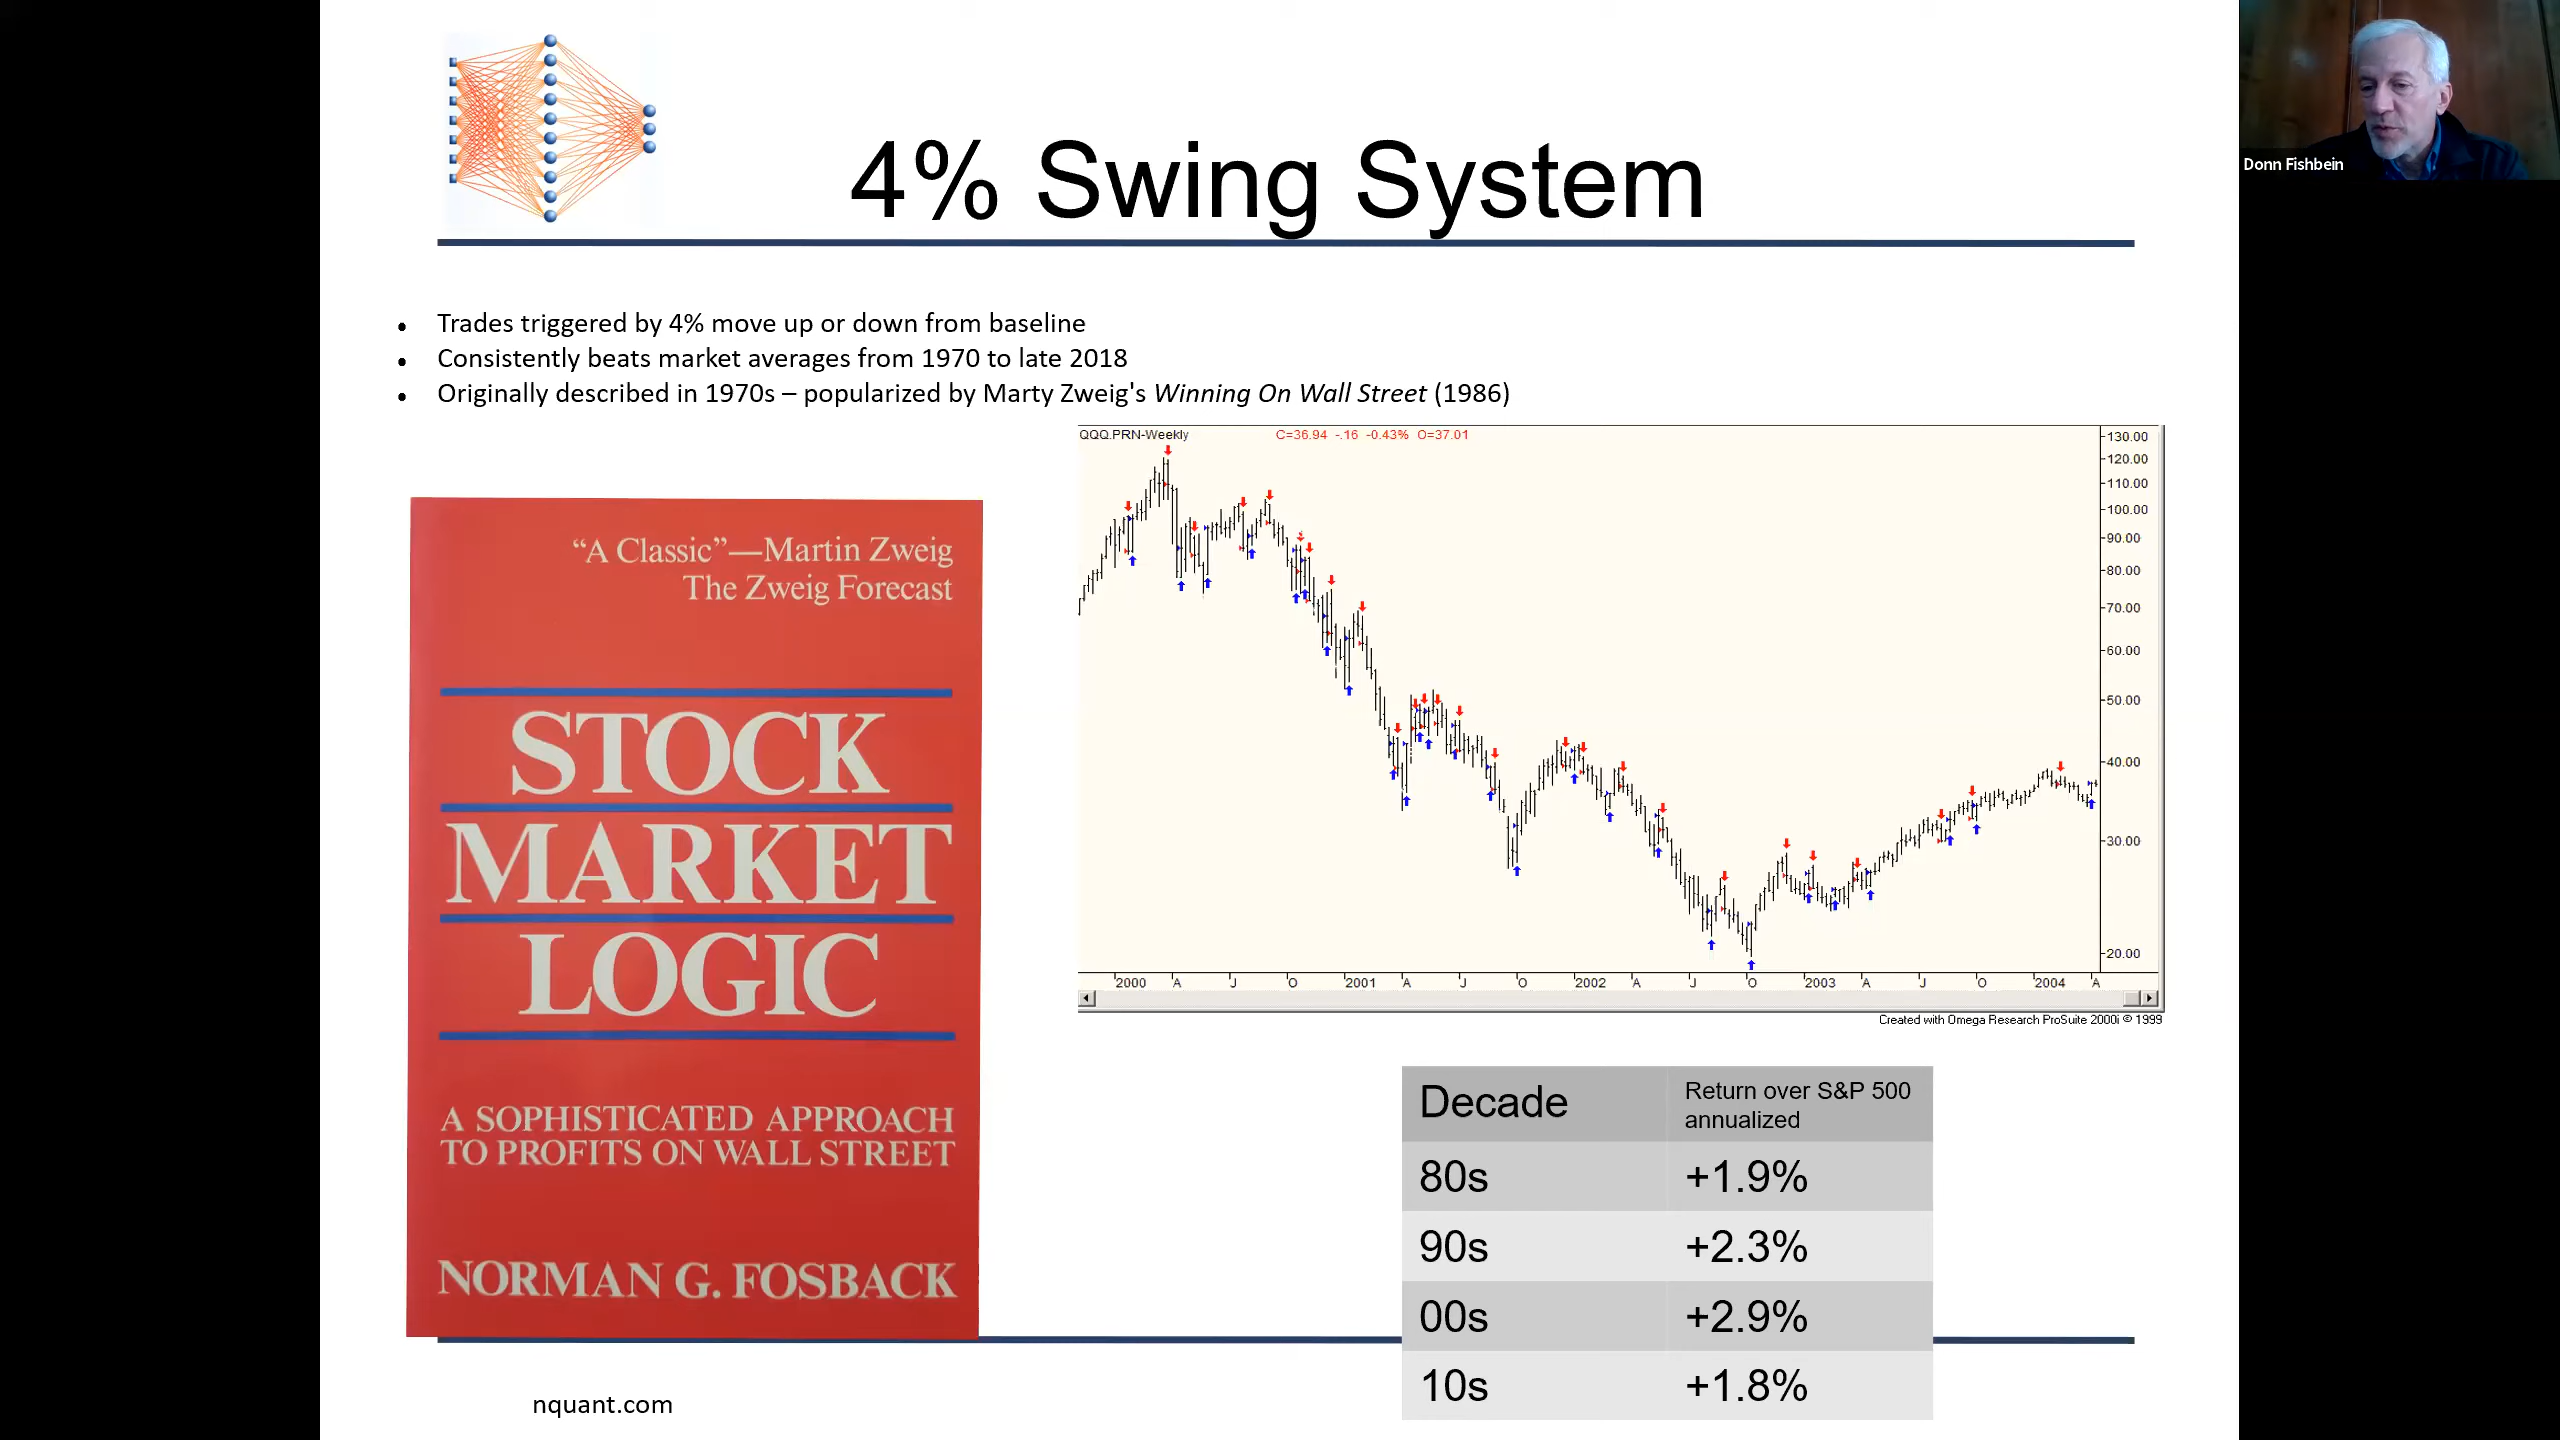 4% Swing System
Donn Fishbein
• Trades triggered by 4% move up or down from baseline
• Consistently beats market averages from 1970 to late 2018
• Originally described in 1970s – popularized by Marty Zweig's Winning On Wall Street (1986)
“A Classic”—Martin Zweig
The Zweig Forecast
STOCK
MARKET
LOGIC
A SOPHISTICATED APPROACH
TO PROFITS ON WALL STREET
NORMAN G. FOSBACK
QQQ.PRN-Weekly C=36.94 -.16 -0.43% O=37.01
130.00
120.00
110.00
100.00
90.00
80.00
70.00
60.00
50.00
40.00
30.00
20.00
2000 A J O 2001 A J O 2002 A J O 2003 A J O 2004 A
Created with Omega Research ProSuite 2000i © 1999
Decade Return over S&P 500
annualized
80s +1.9%
90s +2.3%
00s +2.9%
10s +1.8%
nquant.com